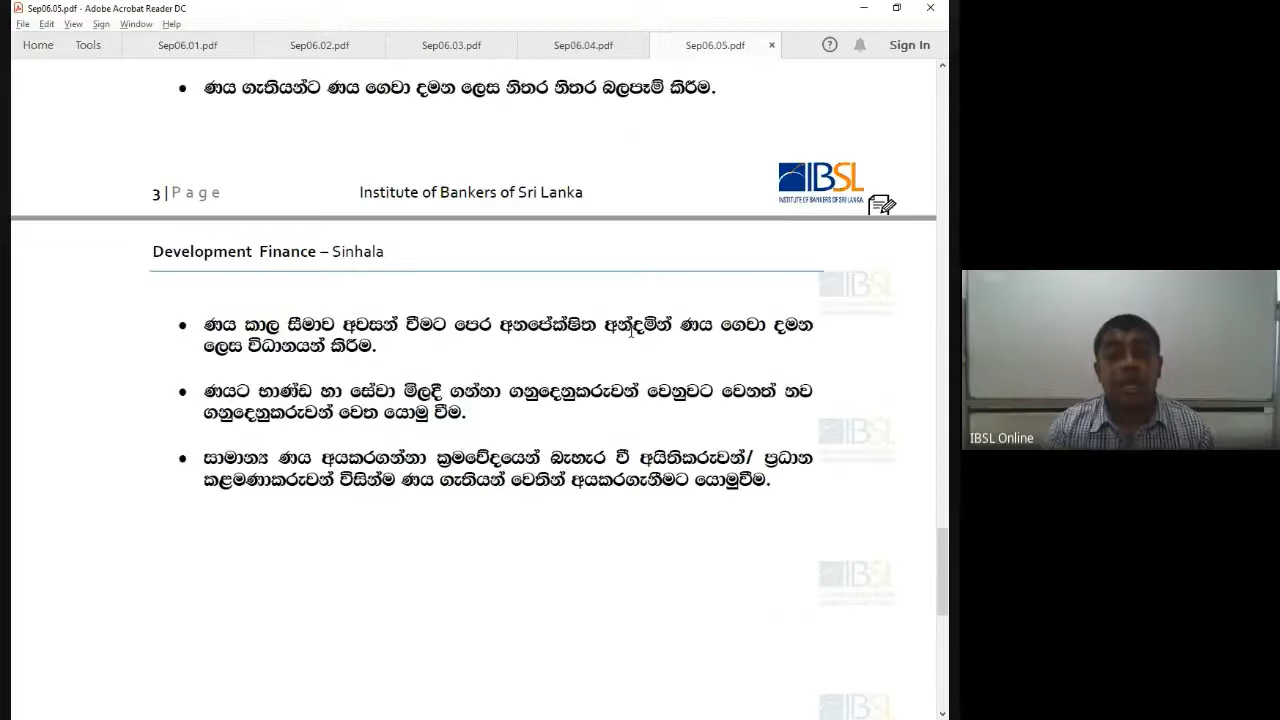 Sep06.05.pdf - Adobe Acrobat Reader DC
File Edit View Sign Window Help
Home Tools Sep06.01.pdf Sep06.02.pdf Sep06.03.pdf Sep06.04.pdf Sep06.05.pdf × ? Sign In
• ණය ගැතියන්ට ණය ගෙවා දමන ලෙස නිතර නිතර බලපෑම් කිරීම.
IBSL
INSTITUTE OF BANKERS OF SRI LANKA
3 | P a g e Institute of Bankers of Sri Lanka
Development Finance – Sinhala
IBSL
• ණය කාල සීමාව අවසන් වීමට පෙර අනපේක්ෂිත අන්දමින් ණය ගෙවා දමන
ලෙස විධානයන් කිරීම.
• ණයට භාණ්ඩ හා සේවා මිලදී ගන්නා ගනුදෙනුකරුවන් වෙනුවට වෙනත් නව
ගනුදෙනුකරුවන් වෙත යොමු වීම.
IBSL
• සාමාන්‍ය ණය අයකරගන්නා ක්‍රමවේදයෙන් බැහැර වී අයිතිකරුවන්/ ප්‍රධාන
කළමණාකරුවන් විසින්ම ණය ගැතියන් වෙතින් අයකරගැනීමට යොමුවීම.
IBSL
IBSL
IBSL Online